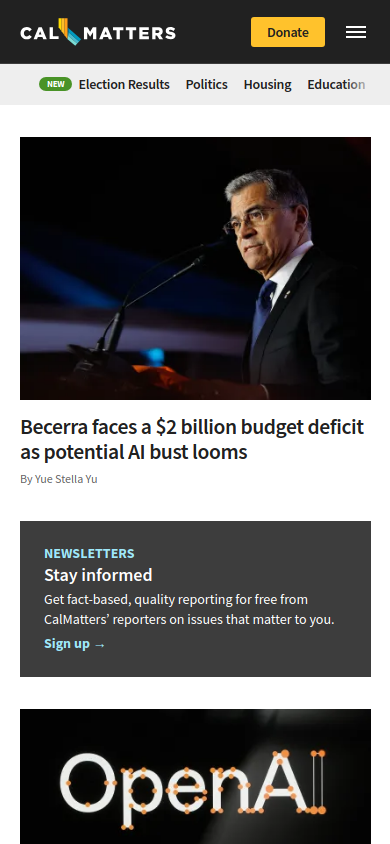 CAL MATTERS
Donate
NEW Election Results Politics Housing Education
Becerra faces a $2 billion budget deficit
as potential AI bust looms
By Yue Stella Yu
NEWSLETTERS
Stay informed
Get fact-based, quality reporting for free from
CalMatters’ reporters on issues that matter to you.
Sign up →
OpenAI